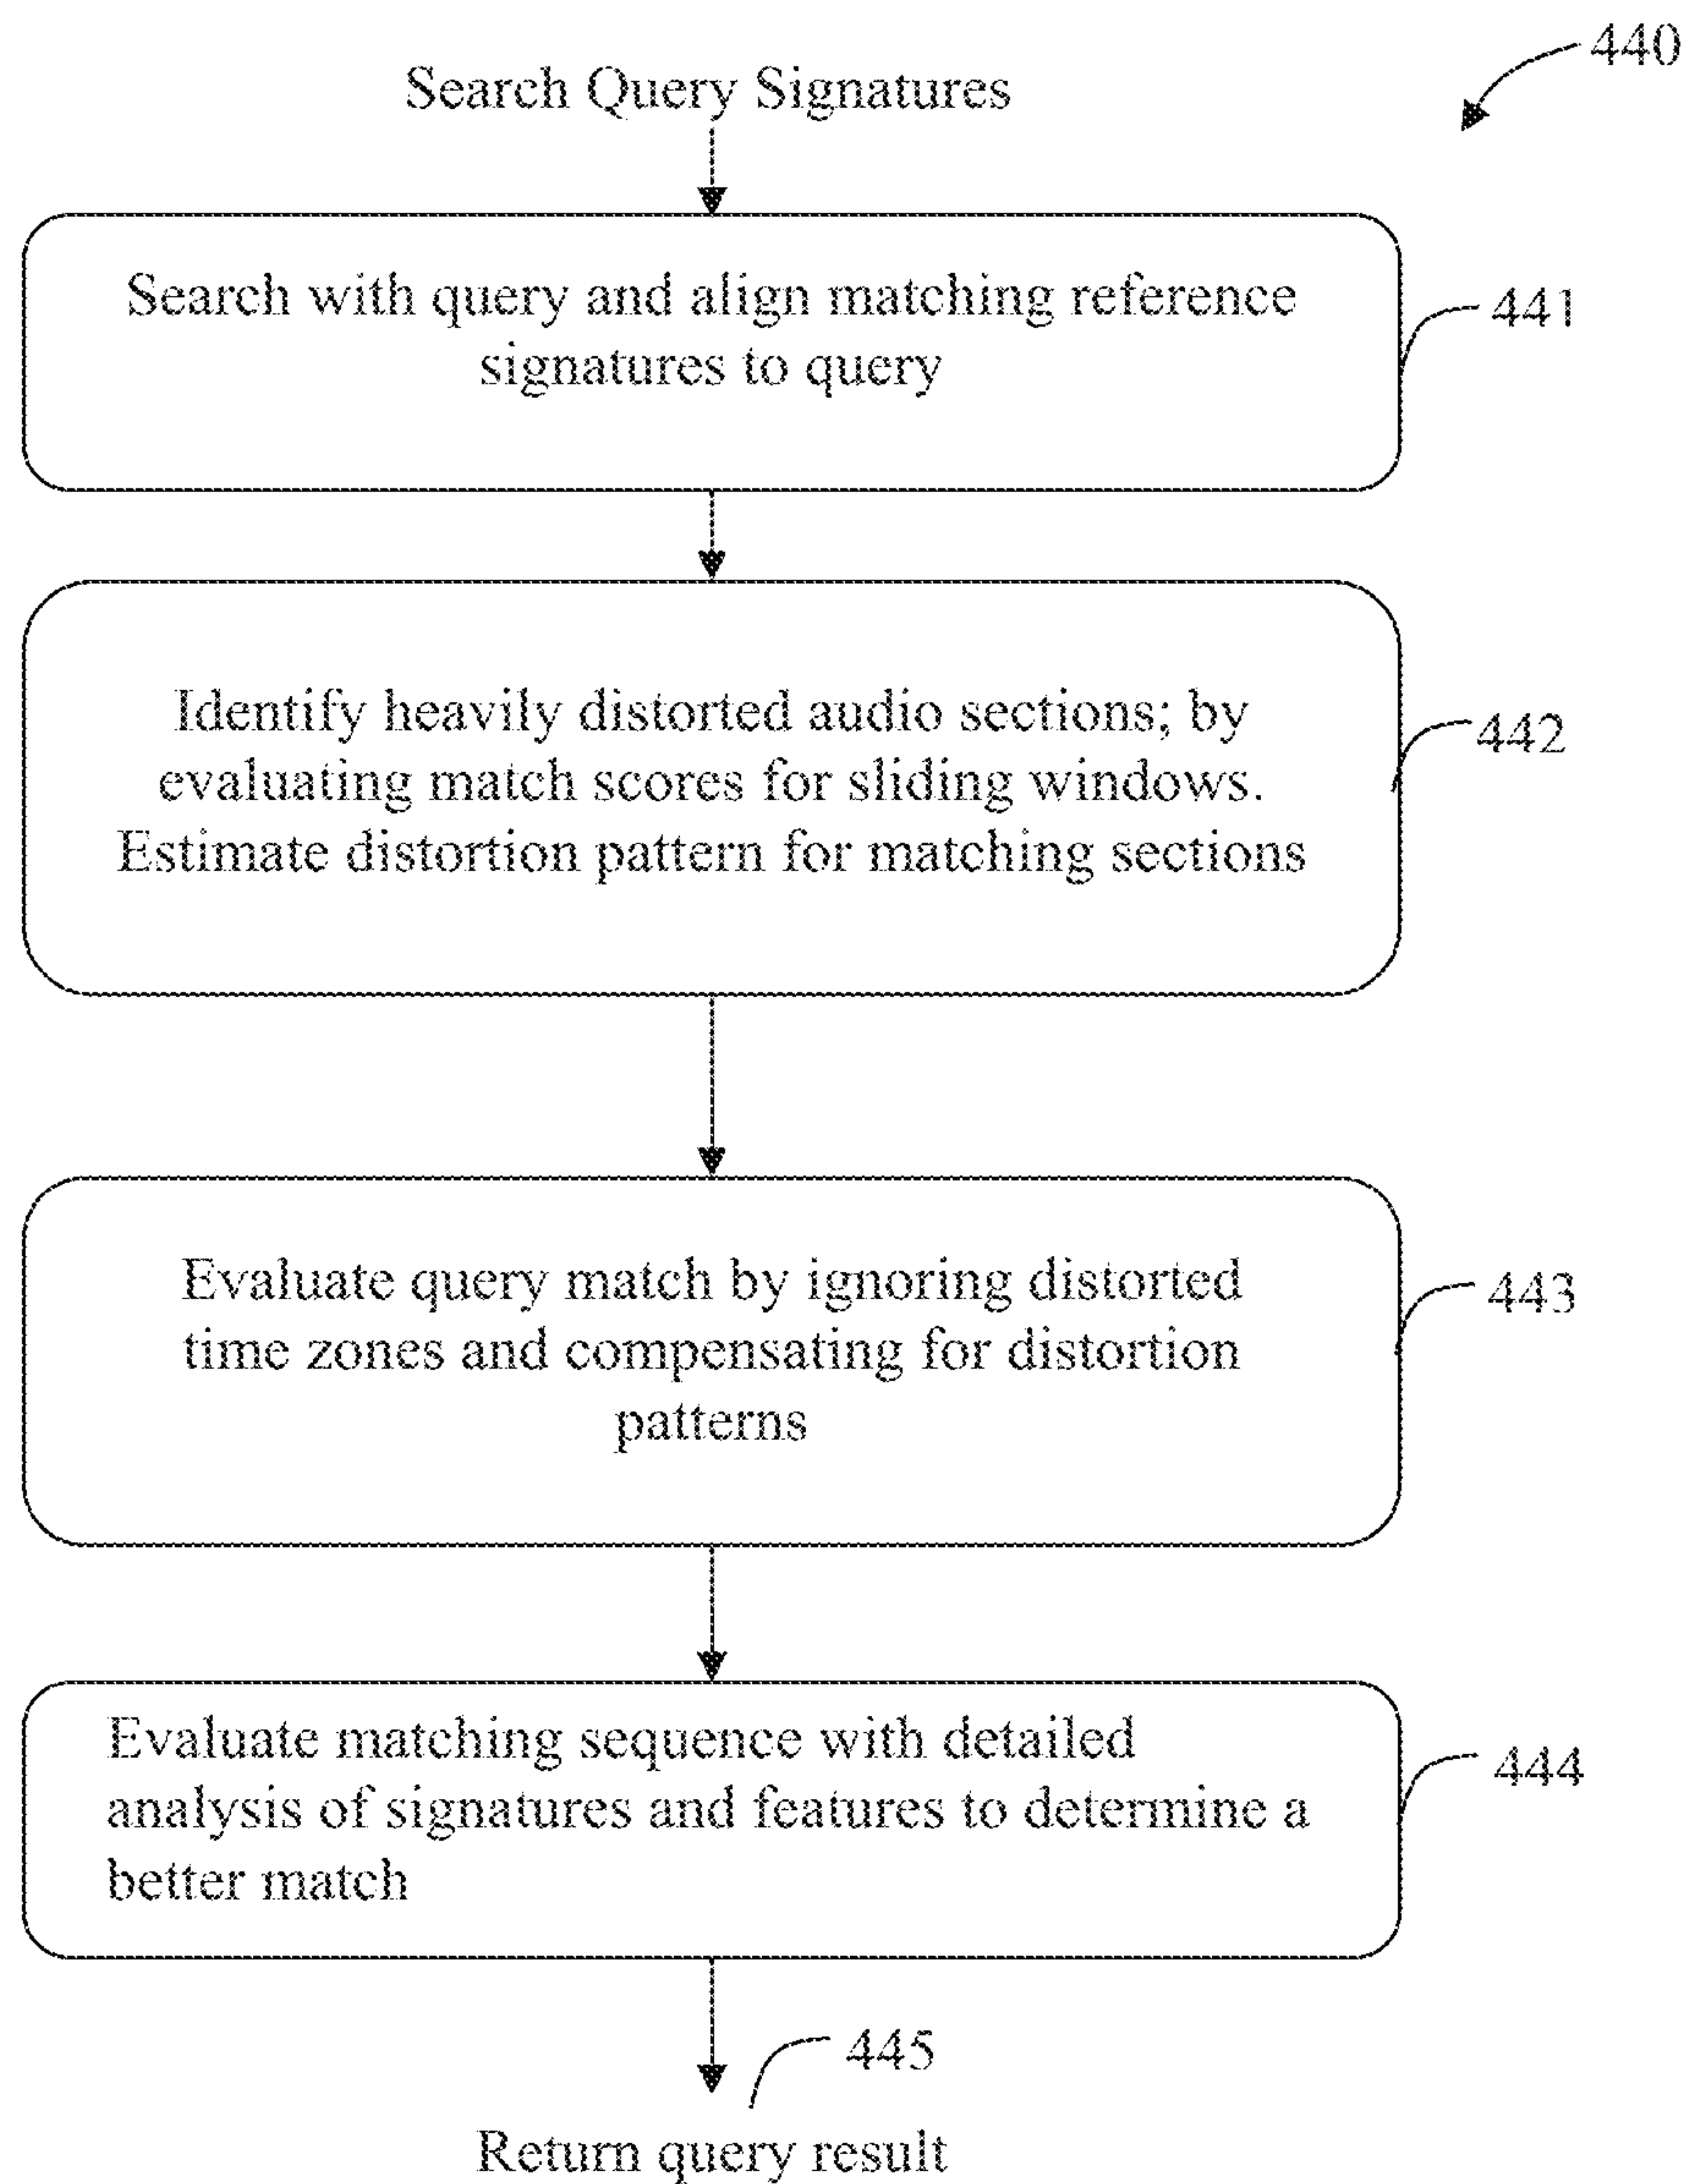 440
Search Query Signatures
Search with query and align matching reference
signatures to query
441
Identify heavily distorted audio sections; by
evaluating match scores for sliding windows.
Estimate distortion pattern for matching sections
442
Evaluate query match by ignoring distorted
time zones and compensating for distortion
patterns
443
Evaluate matching sequence with detailed
analysis of signatures and features to determine a
better match
444
445
Return query result